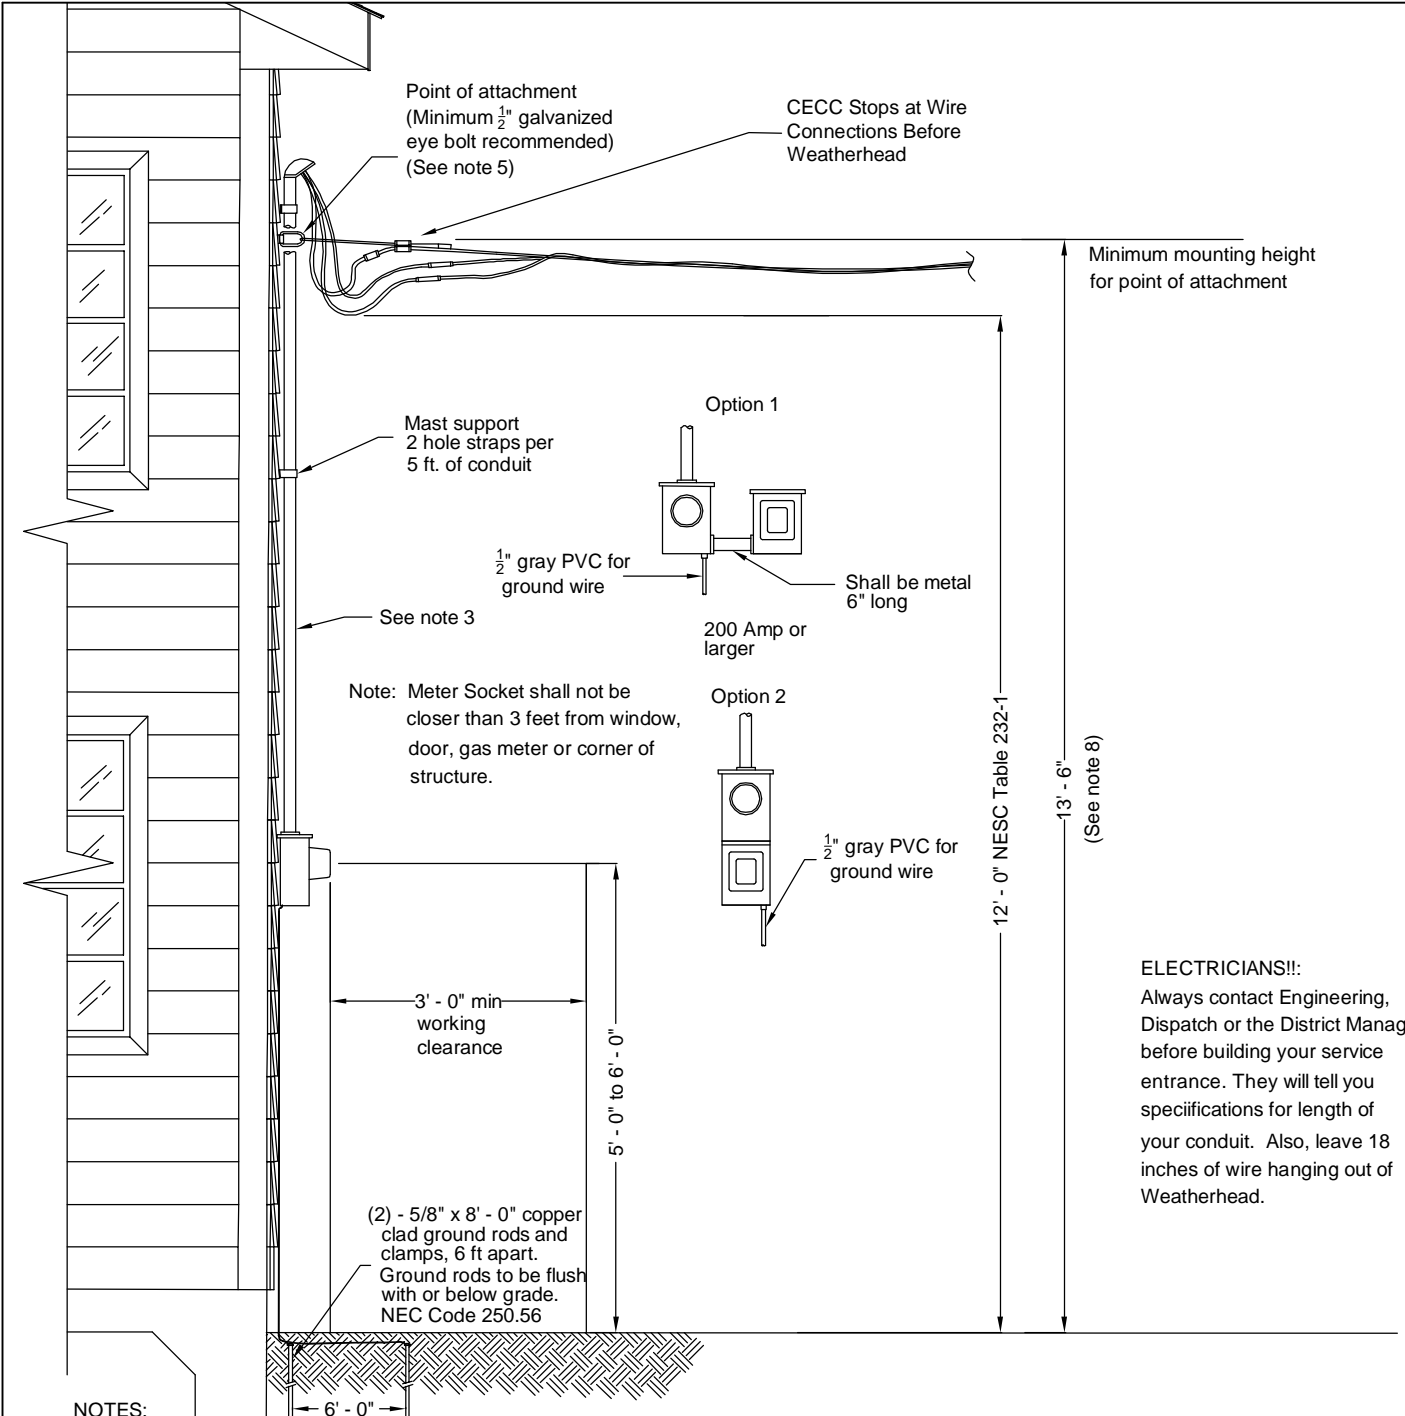 Point of attachment
(Minimum 1/2" galvanized
eye bolt recommended)
(See note 5)
CECC Stops at Wire
Connections Before
Weatherhead
Minimum mounting height
for point of attachment
Option 1
Mast support
2 hole straps per
5 ft. of conduit
1/2" gray PVC for
ground wire
Shall be metal
6" long
See note 3
200 Amp or
larger
Note: Meter Socket shall not be
closer than 3 feet from window,
door, gas meter or corner of
structure.
Option 2
1/2" gray PVC for
ground wire
12' - 0" NESC Table 232-1
13' - 6"
(See note 8)
3' - 0" min
working
clearance
5' - 0" to 6' - 0"
ELECTRICIANS!!:
Always contact Engineering,
Dispatch or the District Manag
before building your service
entrance. They will tell you
speciifications for length of
your conduit. Also, leave 18
inches of wire hanging out of
Weatherhead.
(2) - 5/8" x 8' - 0" copper
clad ground rods and
clamps, 6 ft apart.
Ground rods to be flush
with or below grade.
NEC Code 250.56
NOTES:
6' - 0"